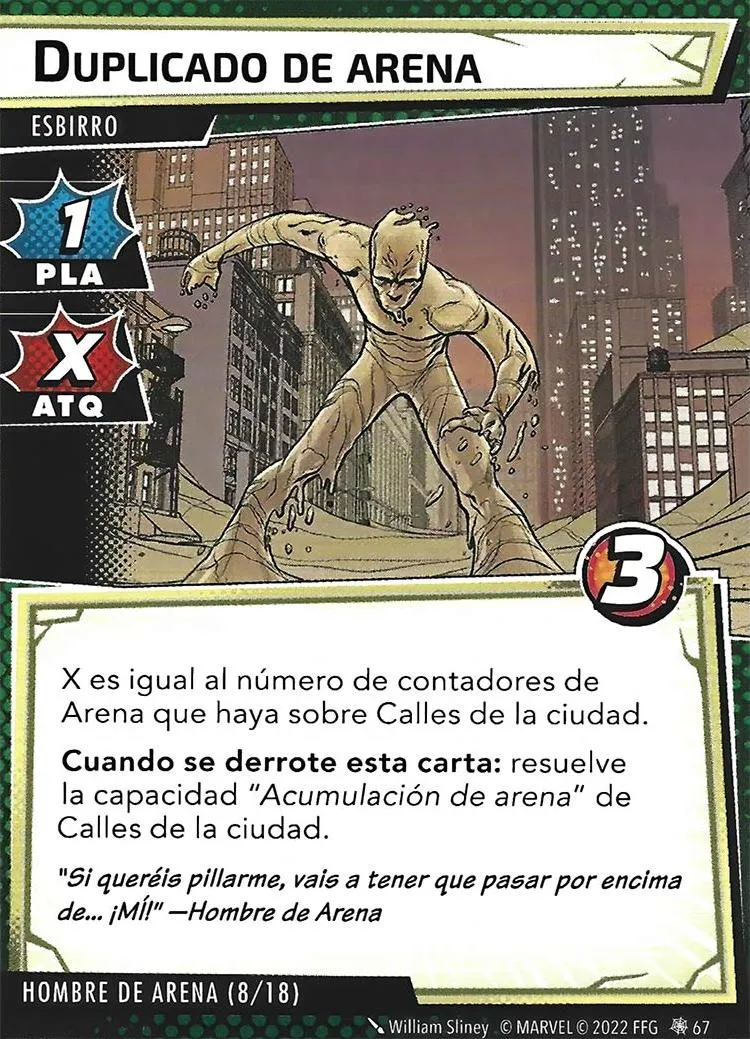 DUPLICADO DE ARENA
ESBIRRO
1
PLA
X
ATQ
3
X es igual al número de contadores de
Arena que haya sobre Calles de la ciudad.
Cuando se derrote esta carta: resuelve
la capacidad "Acumulación de arena" de
Calles de la ciudad.
"Si queréis pillarme, vais a tener que pasar por encima
de... ¡MÍ!" —Hombre de Arena
HOMBRE DE ARENA (8/18)
William Sliney © MARVEL © 2022 FFG 67